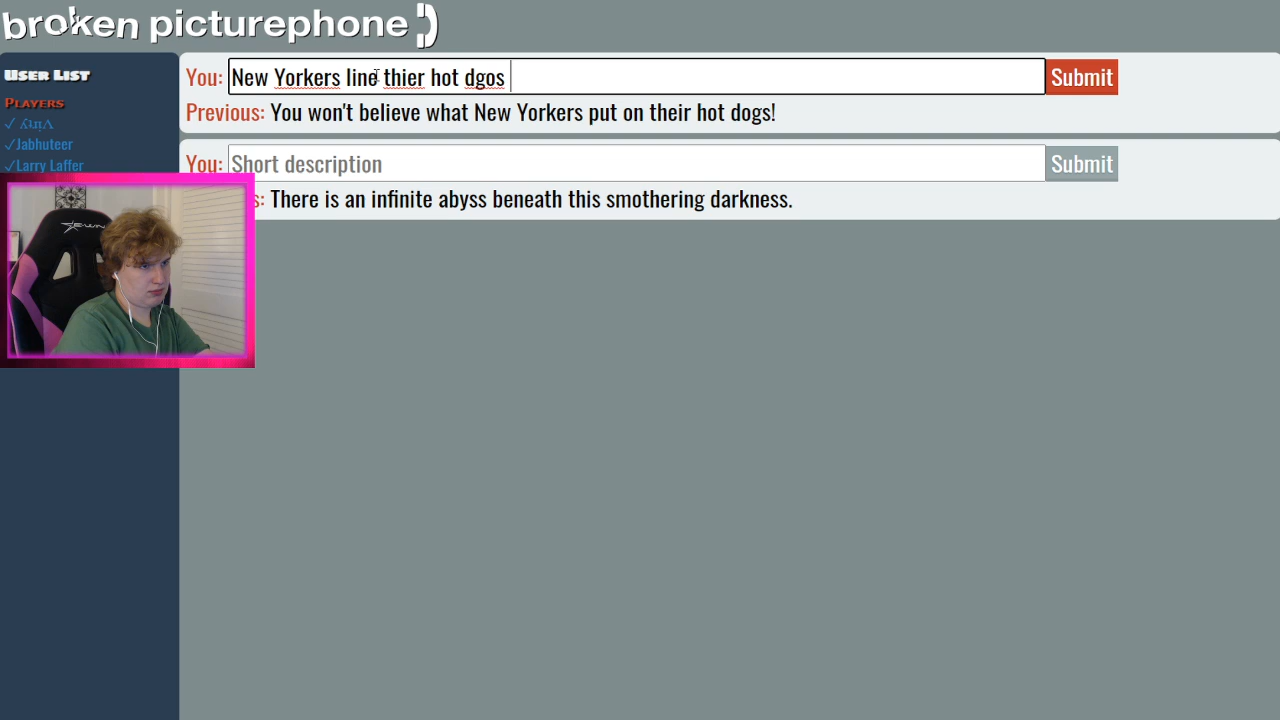 broken picturephone
USER LIST
PLAYERS
✓Jabhuteer
✓Larry Laffer
You: New Yorkers line thier hot dgos Submit
Previous: You won't believe what New Yorkers put on their hot dogs!
You: Short description Submit
s: There is an infinite abyss beneath this smothering darkness.